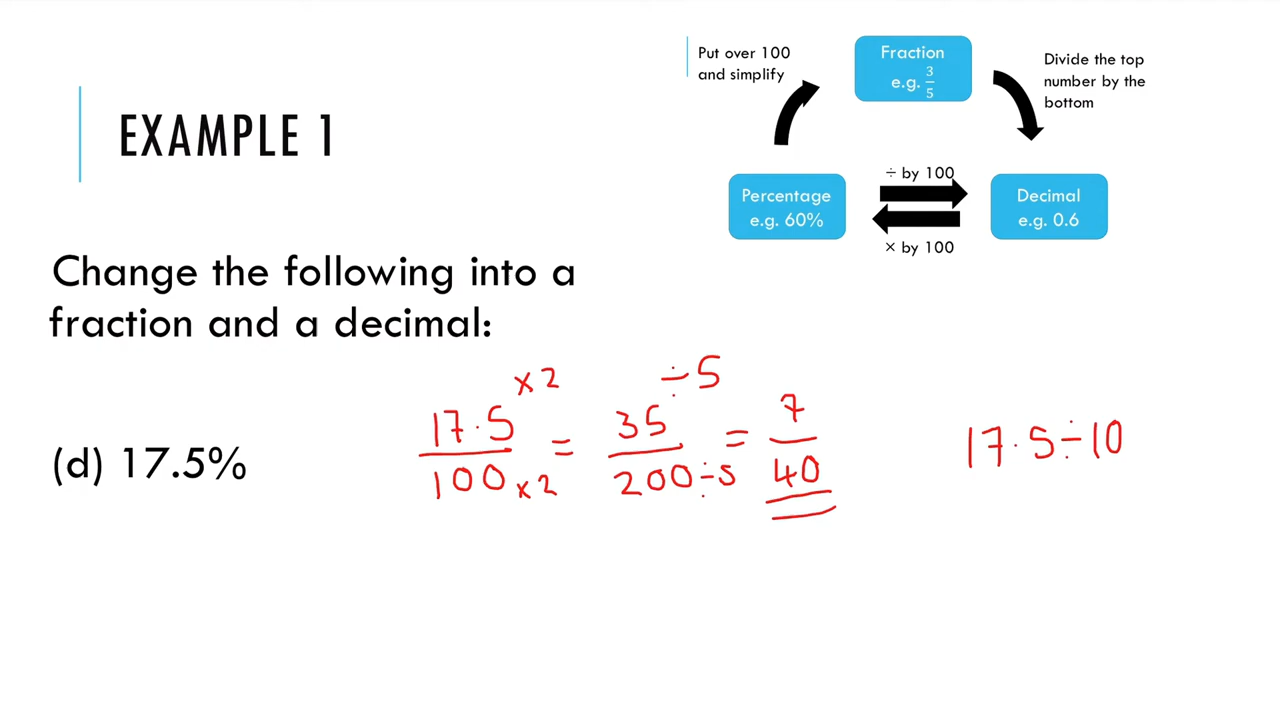 Put over 100
and simplify
Fraction
e.g. 3/5
Divide the top
number by the
bottom
EXAMPLE 1
÷ by 100
Percentage
e.g. 60%
Decimal
e.g. 0.6
× by 100
Change the following into a
fraction and a decimal:
(d) 17.5%
17.5 ×2 / 100 ×2 = 35 ÷5 / 200 ÷5 = 7/40
17.5÷10